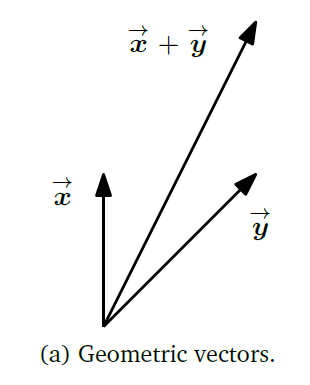 x⃗ + y⃗
x⃗
y⃗
(a) Geometric vectors.